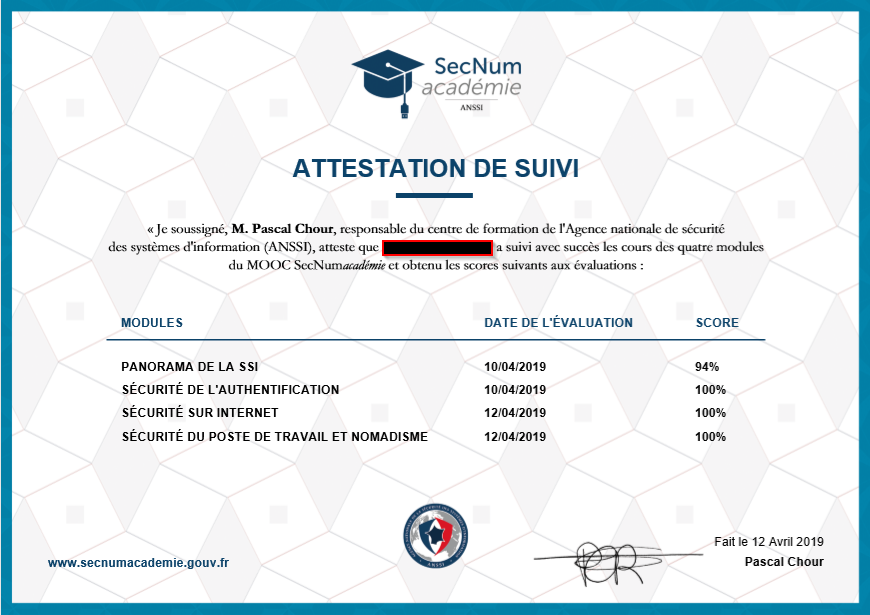 SecNum
académie
ANSSI
ATTESTATION DE SUIVI
« Je soussigné, M. Pascal Chour, responsable du centre de formation de l'Agence nationale de sécurité
des systèmes d'information (ANSSI), atteste que a suivi avec succès les cours des quatre modules
du MOOC SecNumacadémie et obtenu les scores suivants aux évaluations :
MODULES DATE DE L'ÉVALUATION SCORE
PANORAMA DE LA SSI 10/04/2019 94%
SÉCURITÉ DE L'AUTHENTIFICATION 10/04/2019 100%
SÉCURITÉ SUR INTERNET 12/04/2019 100%
SÉCURITÉ DU POSTE DE TRAVAIL ET NOMADISME 12/04/2019 100%
ANSSI
Fait le 12 Avril 2019
www.secnumacademie.gouv.fr
Pascal Chour